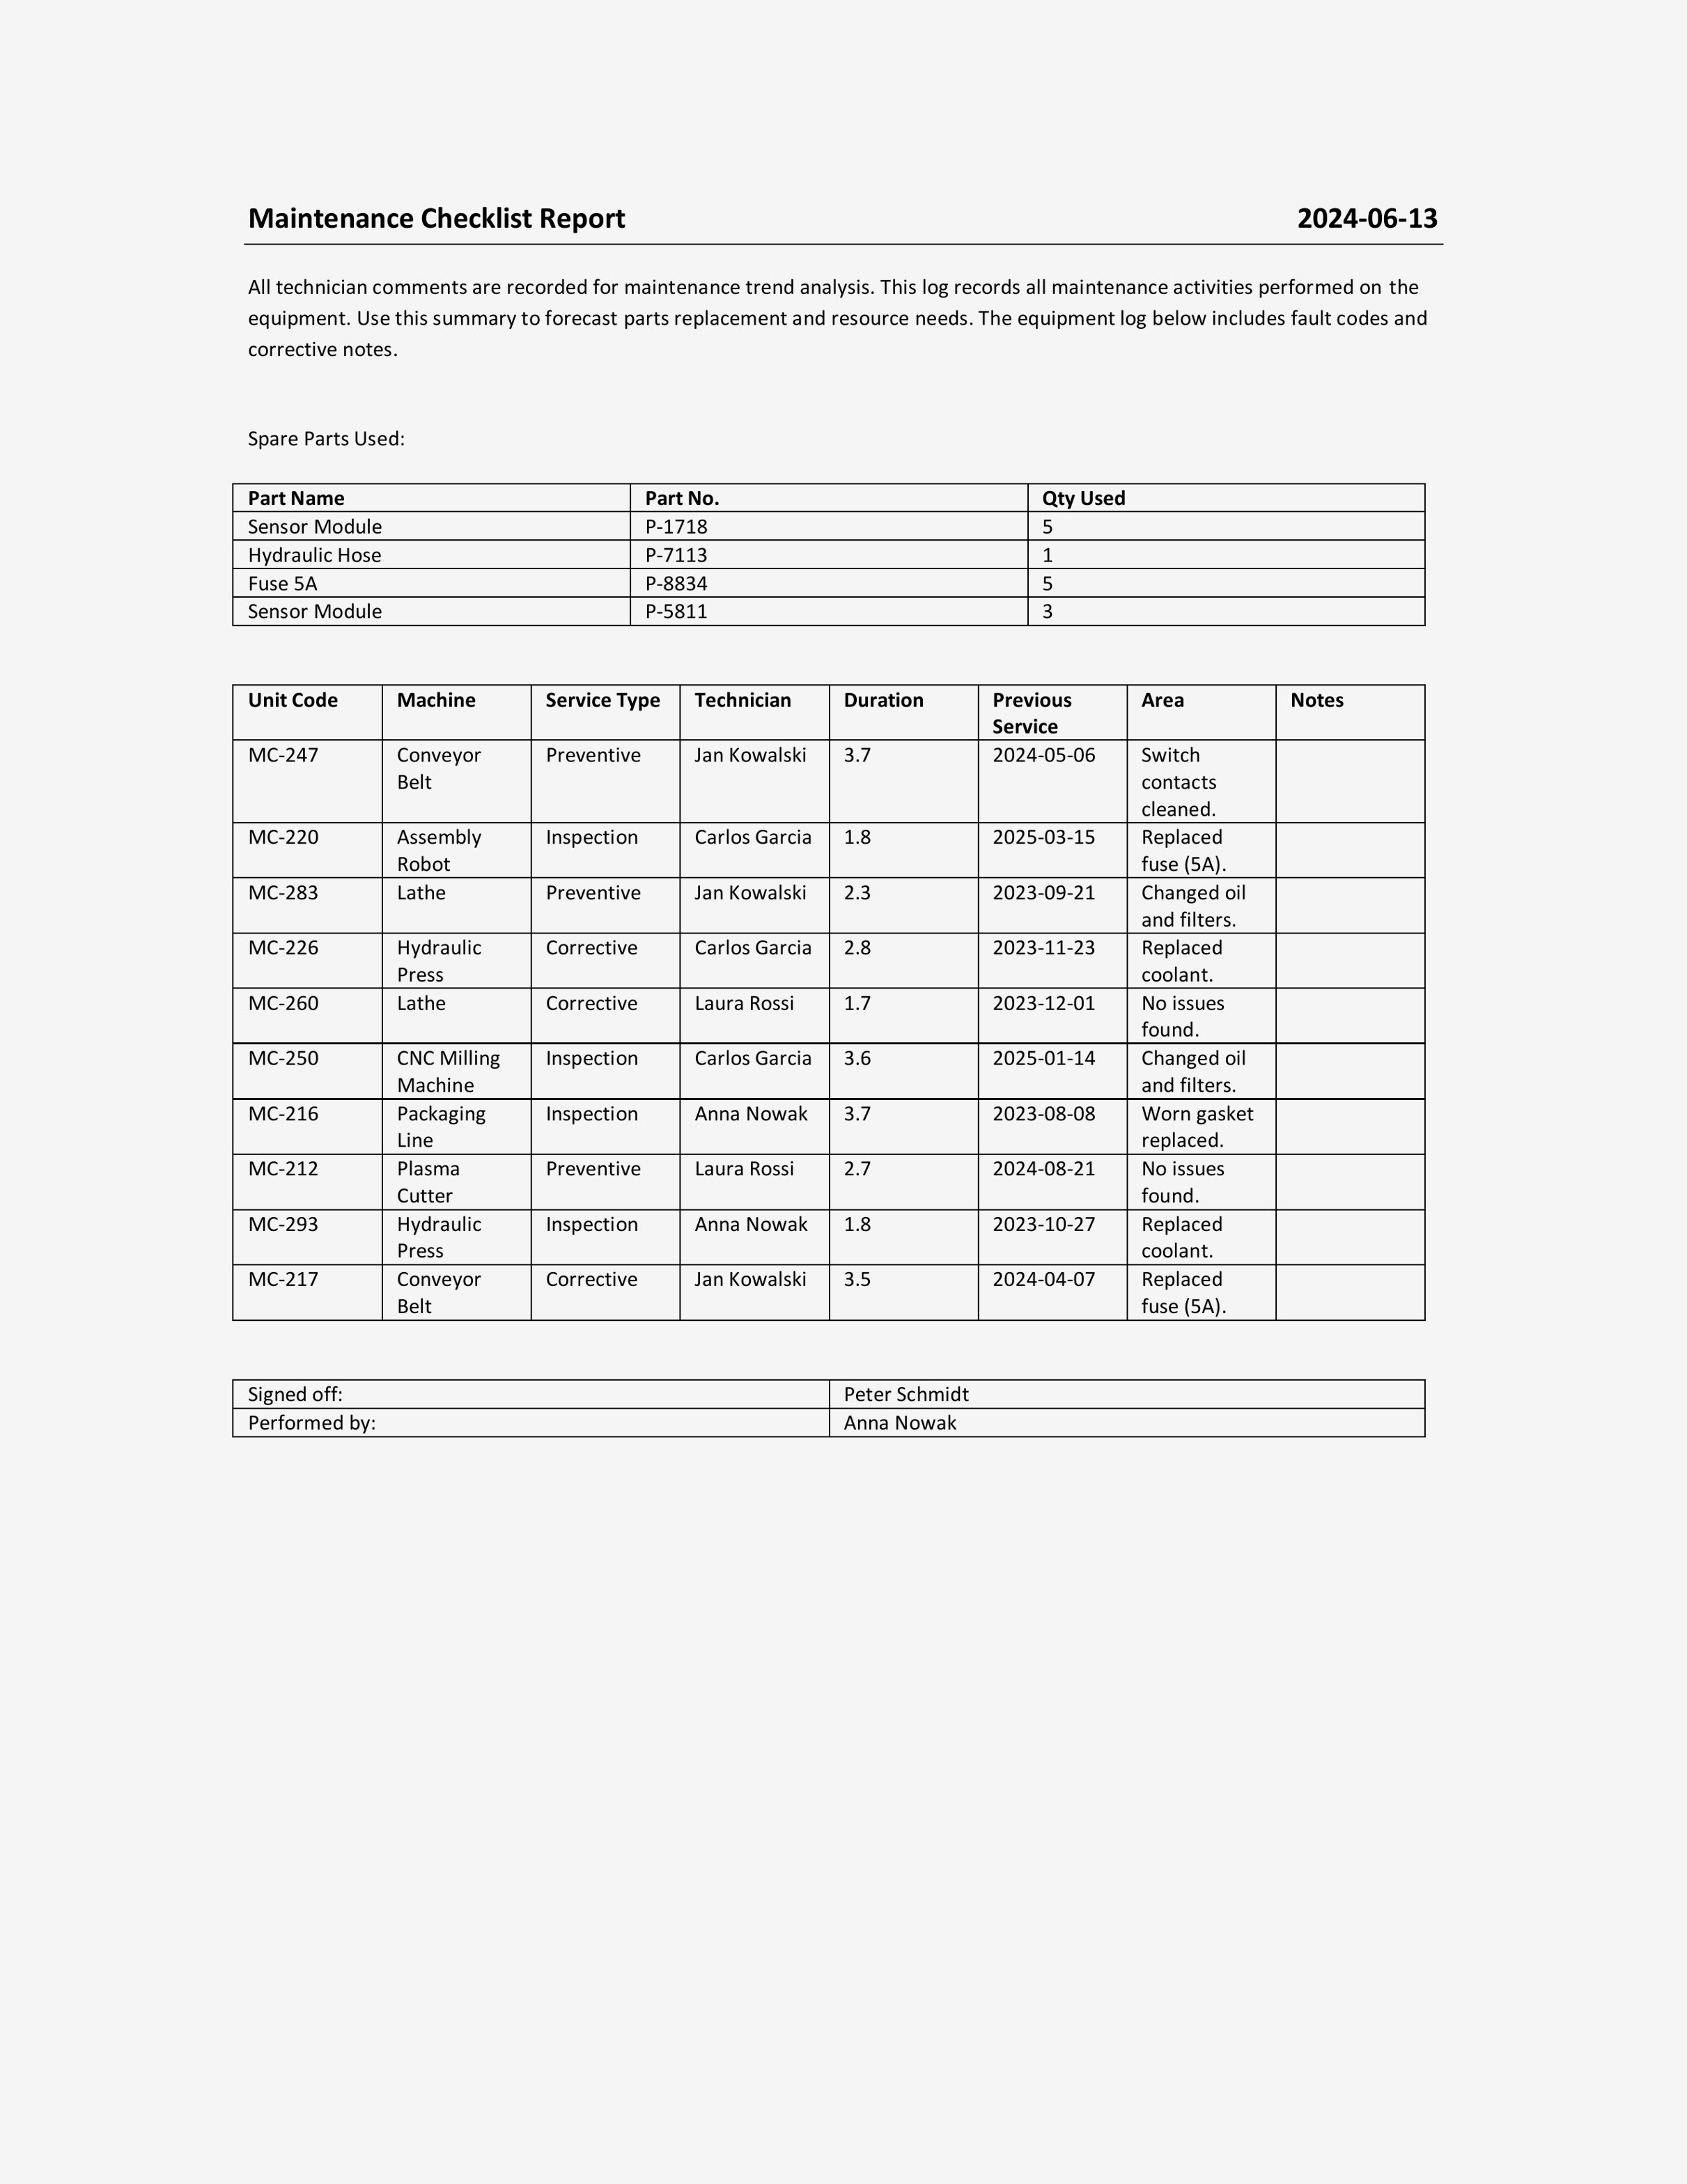 Maintenance Checklist Report 2024-06-13
All technician comments are recorded for maintenance trend analysis. This log records all maintenance activities performed on the
equipment. Use this summary to forecast parts replacement and resource needs. The equipment log below includes fault codes and
corrective notes.
Spare Parts Used:
Part Name Part No. Qty Used
Sensor Module P-1718 5
Hydraulic Hose P-7113 1
Fuse 5A P-8834 5
Sensor Module P-5811 3
Unit Code Machine Service Type Technician Duration Previous Area Notes
Service
MC-247 Conveyor Preventive Jan Kowalski 3.7 2024-05-06 Switch
Belt contacts
cleaned.
MC-220 Assembly Inspection Carlos Garcia 1.8 2025-03-15 Replaced
Robot fuse (5A).
MC-283 Lathe Preventive Jan Kowalski 2.3 2023-09-21 Changed oil
and filters.
MC-226 Hydraulic Corrective Carlos Garcia 2.8 2023-11-23 Replaced
Press coolant.
MC-260 Lathe Corrective Laura Rossi 1.7 2023-12-01 No issues
found.
MC-250 CNC Milling Inspection Carlos Garcia 3.6 2025-01-14 Changed oil
Machine and filters.
MC-216 Packaging Inspection Anna Nowak 3.7 2023-08-08 Worn gasket
Line replaced.
MC-212 Plasma Preventive Laura Rossi 2.7 2024-08-21 No issues
Cutter found.
MC-293 Hydraulic Inspection Anna Nowak 1.8 2023-10-27 Replaced
Press coolant.
MC-217 Conveyor Corrective Jan Kowalski 3.5 2024-04-07 Replaced
Belt fuse (5A).
Signed off: Peter Schmidt
Performed by: Anna Nowak